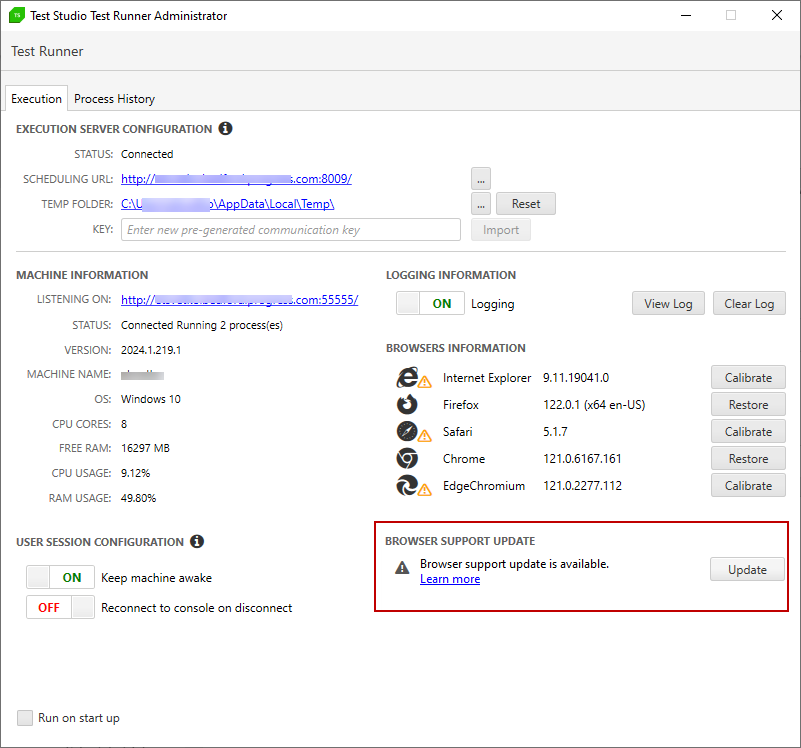 TS Test Studio Test Runner Administrator
Test Runner
Execution Process History
EXECUTION SERVER CONFIGURATION
STATUS: Connected
SCHEDULING URL: http:// .com:8009/ ...
TEMP FOLDER: C:\U \AppData\Local\Temp\ ... Reset
KEY: Enter new pre-generated communication key Import
MACHINE INFORMATION
LISTENING ON: http:// .com:55555/
STATUS: Connected Running 2 process(es)
VERSION: 2024.1.219.1
MACHINE NAME:
OS: Windows 10
CPU CORES: 8
FREE RAM: 16297 MB
CPU USAGE: 9.12%
RAM USAGE: 49.80%
LOGGING INFORMATION
ON Logging View Log Clear Log
BROWSERS INFORMATION
Internet Explorer 9.11.19041.0 Calibrate
Firefox 122.0.1 (x64 en-US) Restore
Safari 5.1.7 Calibrate
Chrome 121.0.6167.161 Restore
EdgeChromium 121.0.2277.112 Calibrate
USER SESSION CONFIGURATION
ON Keep machine awake
OFF Reconnect to console on disconnect
BROWSER SUPPORT UPDATE
Browser support update is available.
Learn more Update
Run on start up